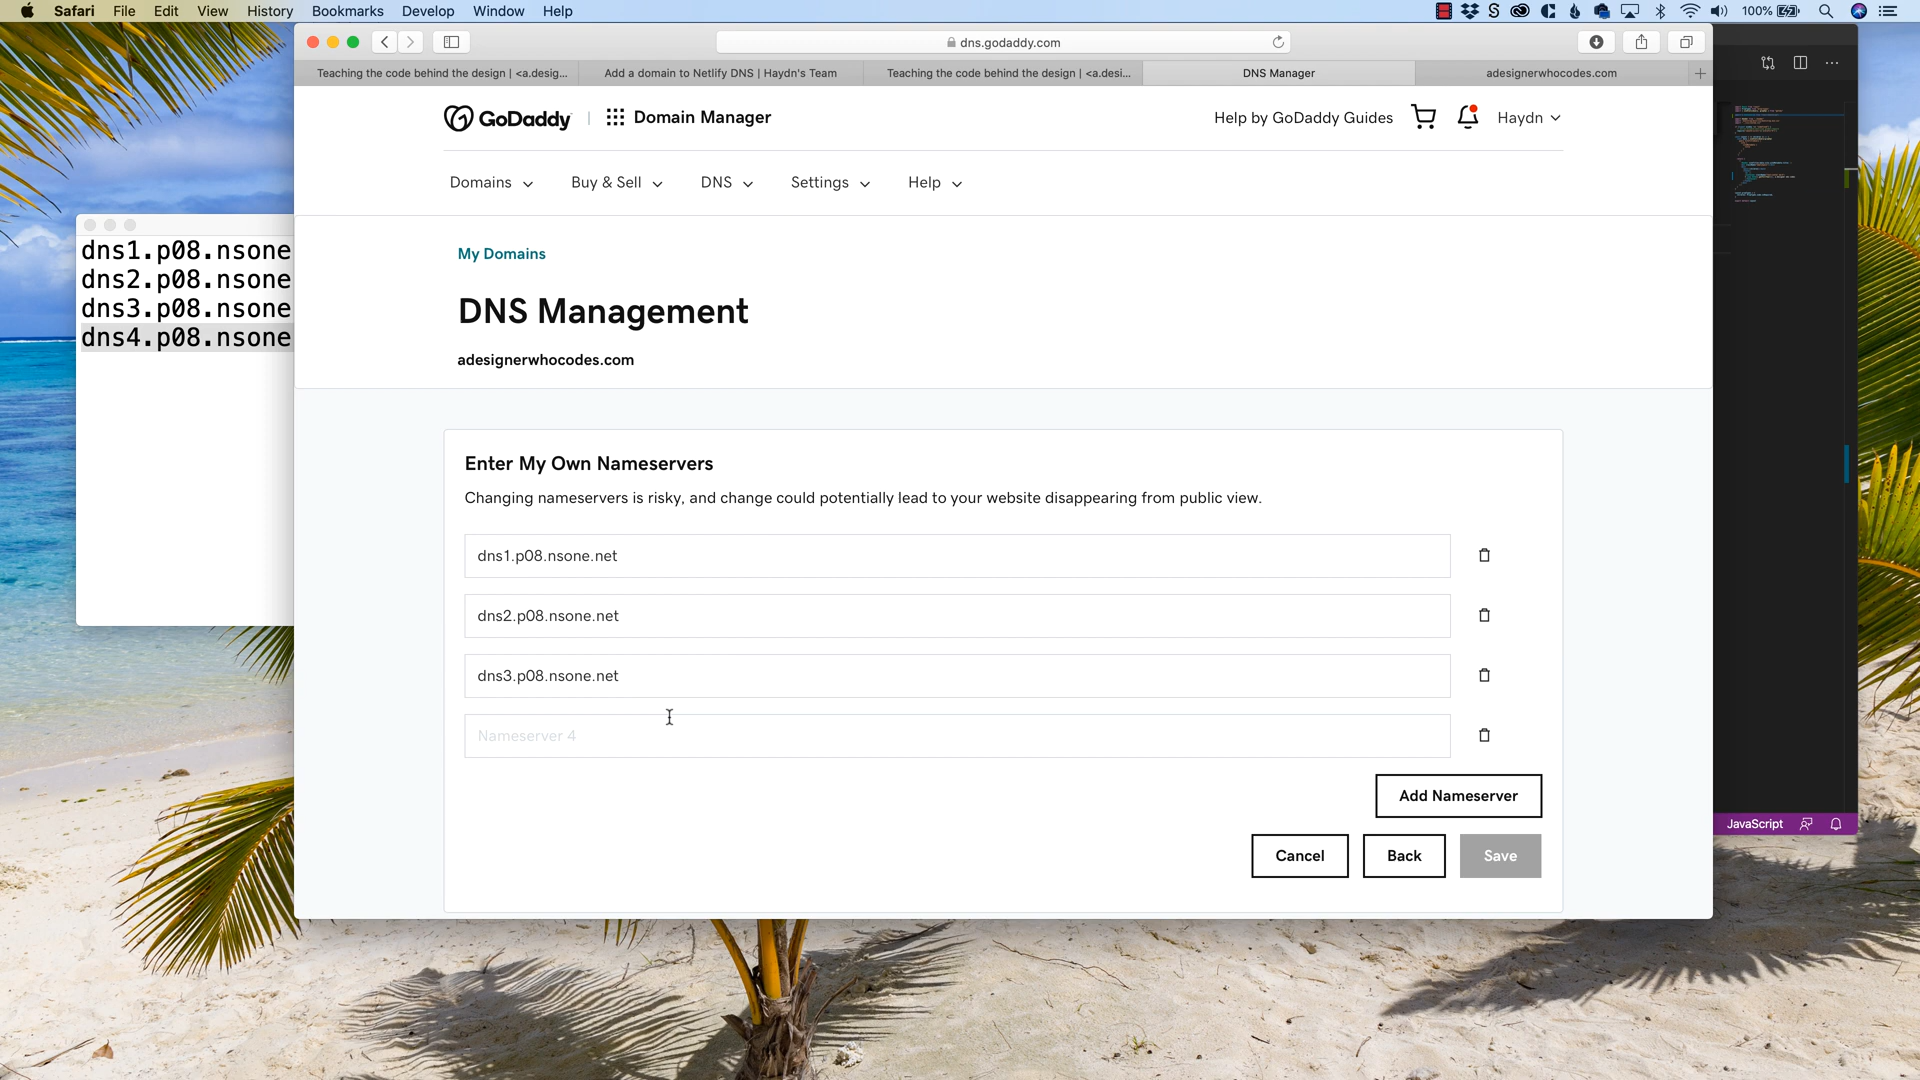 Safari File Edit View History Bookmarks Develop Window Help
100%
dns.godaddy.com
Teaching the code behind the design | <a.desig...
Add a domain to Netlify DNS | Haydn's Team
Teaching the code behind the design | <a.desi...
DNS Manager
adesignerwhocodes.com
GoDaddy
Domain Manager
Help by GoDaddy Guides
Haydn
Domains
Buy & Sell
DNS
Settings
Help
dns1.p08.nsone
dns2.p08.nsone
dns3.p08.nsone
dns4.p08.nsone
My Domains
DNS Management
adesignerwhocodes.com
Enter My Own Nameservers
Changing nameservers is risky, and change could potentially lead to your website disappearing from public view.
dns1.p08.nsone.net
dns2.p08.nsone.net
dns3.p08.nsone.net
Nameserver 4
Add Nameserver
Cancel
Back
Save
JavaScript